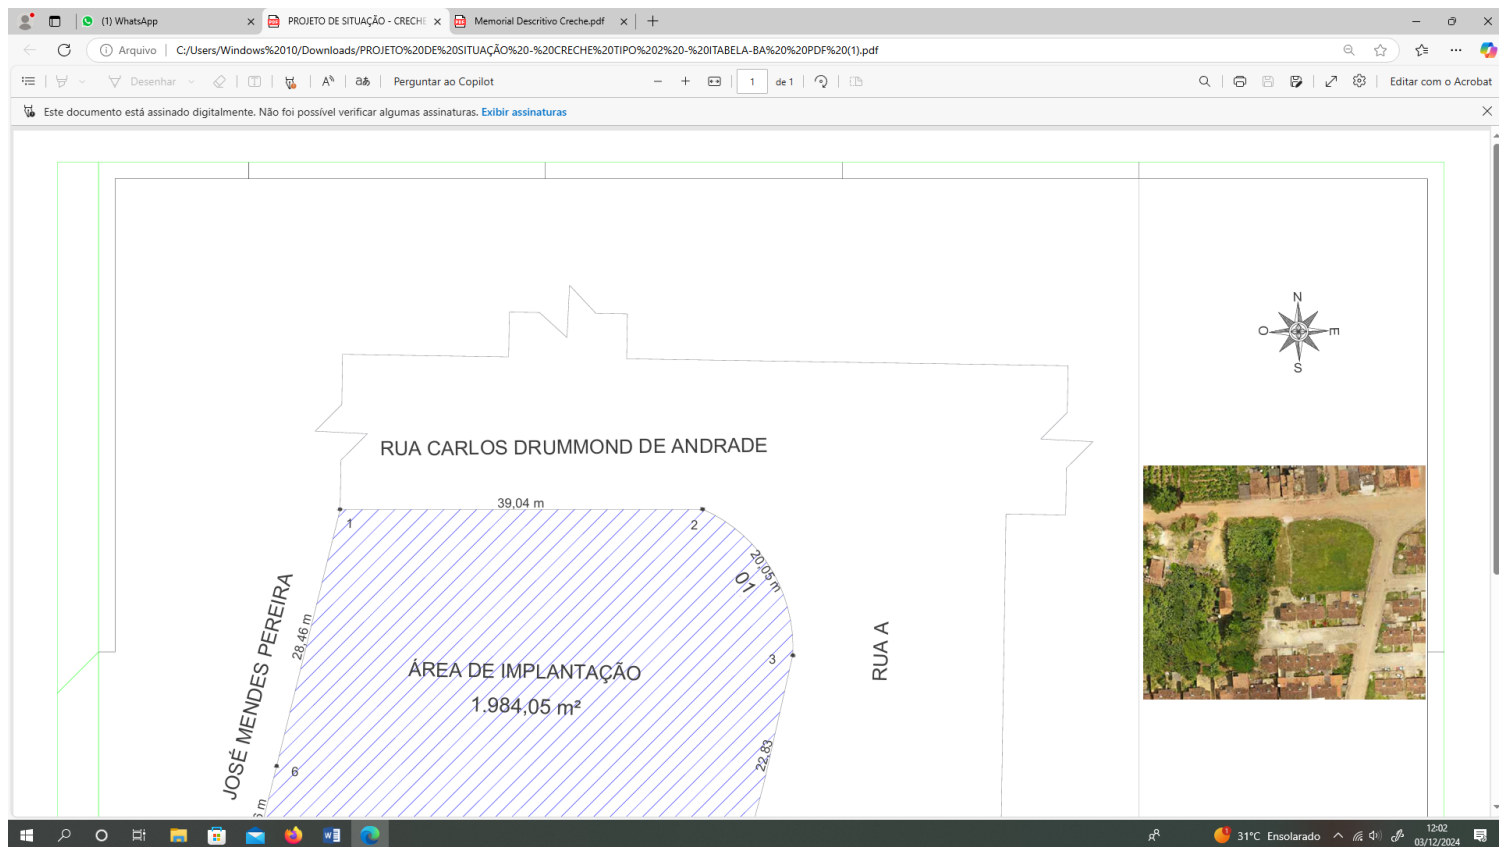 (1) WhatsApp
PROJETO DE SITUAÇÃO - CRECHE
Memorial Descritivo Creche.pdf
Arquivo
C:/Users/Windows%2010/Downloads/PROJETO%20DE%20SITUAÇÃO%20-%20CRECHE%20TIPO%202%20-%20ITABELA-BA%20%20PDF%20(1).pdf
Desenhar
aあ
Perguntar ao Copilot
1
de 1
Editar com o Acrobat
Este documento está assinado digitalmente. Não foi possível verificar algumas assinaturas. Exibir assinaturas
N
O
E
S
RUA CARLOS DRUMMOND DE ANDRADE
39,04 m
1
2
20,05 m
01
JOSÉ MENDES PEREIRA
28,46 m
RUA A
3
ÁREA DE IMPLANTAÇÃO
1.984,05 m²
22,83
6
6 m
31°C Ensolarado
12:02
03/12/2024